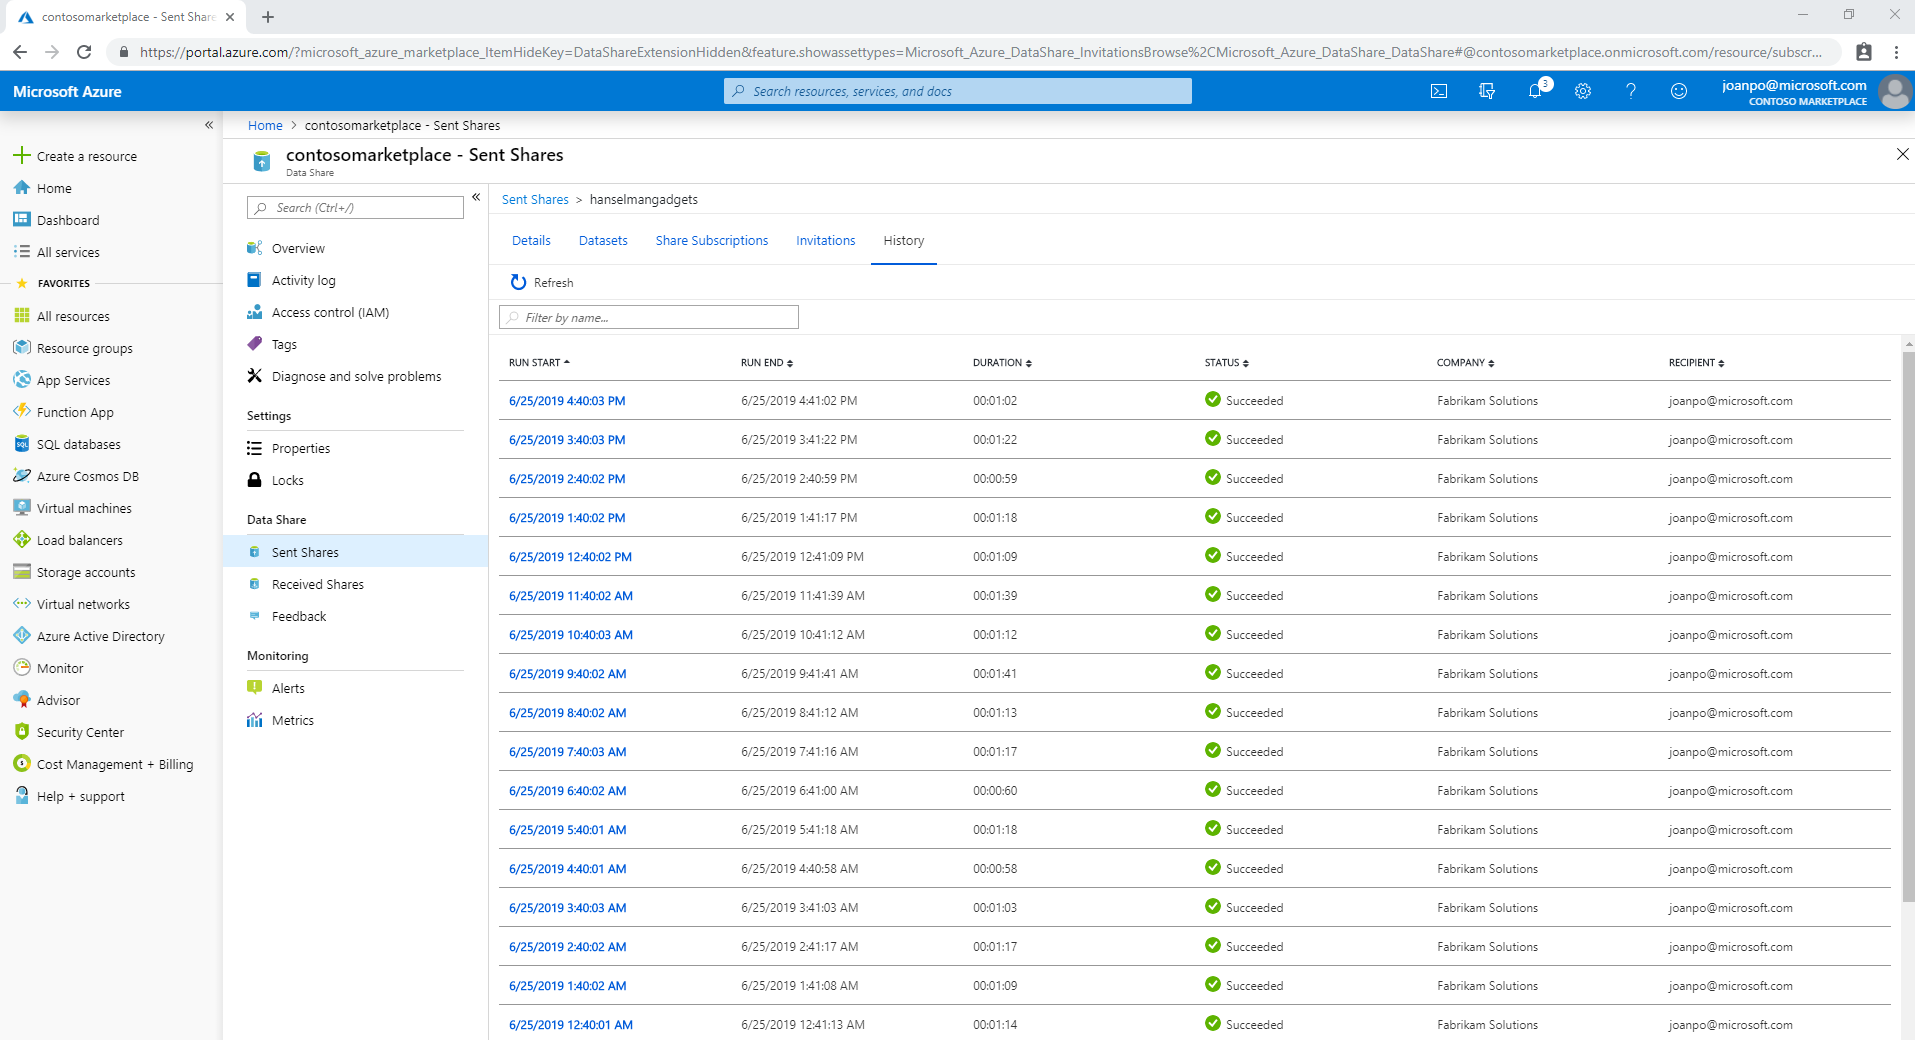 contosomarketplace - Sent Share
https://portal.azure.com/?microsoft_azure_marketplace_ItemHideKey=DataShareExtensionHidden&feature.showassettypes=Microsoft_Azure_DataShare_InvitationsBrowse%2CMicrosoft_Azure_DataShare_DataShare#@contosomarketplace.onmicrosoft.com/resource/subscr...
Microsoft Azure
Search resources, services, and docs
3
joanpo@microsoft.com
CONTOSO MARKETPLACE
Create a resource
Home
Dashboard
All services
FAVORITES
All resources
Resource groups
App Services
Function App
SQL databases
Azure Cosmos DB
Virtual machines
Load balancers
Storage accounts
Virtual networks
Azure Active Directory
Monitor
Advisor
Security Center
Cost Management + Billing
Help + support
Home > contosomarketplace - Sent Shares
contosomarketplace - Sent Shares
Data Share
Search (Ctrl+/)
Overview
Activity log
Access control (IAM)
Tags
Diagnose and solve problems
Settings
Properties
Locks
Data Share
Sent Shares
Received Shares
Feedback
Monitoring
Alerts
Metrics
Sent Shares > hanselmangadgets
Details Datasets Share Subscriptions Invitations History
Refresh
Filter by name...
RUN START RUN END DURATION STATUS COMPANY RECIPIENT
6/25/2019 4:40:03 PM 6/25/2019 4:41:02 PM 00:01:02 Succeeded Fabrikam Solutions joanpo@microsoft.com
6/25/2019 3:40:03 PM 6/25/2019 3:41:22 PM 00:01:22 Succeeded Fabrikam Solutions joanpo@microsoft.com
6/25/2019 2:40:02 PM 6/25/2019 2:40:59 PM 00:00:59 Succeeded Fabrikam Solutions joanpo@microsoft.com
6/25/2019 1:40:02 PM 6/25/2019 1:41:17 PM 00:01:18 Succeeded Fabrikam Solutions joanpo@microsoft.com
6/25/2019 12:40:02 PM 6/25/2019 12:41:09 PM 00:01:09 Succeeded Fabrikam Solutions joanpo@microsoft.com
6/25/2019 11:40:02 AM 6/25/2019 11:41:39 AM 00:01:39 Succeeded Fabrikam Solutions joanpo@microsoft.com
6/25/2019 10:40:03 AM 6/25/2019 10:41:12 AM 00:01:12 Succeeded Fabrikam Solutions joanpo@microsoft.com
6/25/2019 9:40:02 AM 6/25/2019 9:41:41 AM 00:01:41 Succeeded Fabrikam Solutions joanpo@microsoft.com
6/25/2019 8:40:02 AM 6/25/2019 8:41:12 AM 00:01:13 Succeeded Fabrikam Solutions joanpo@microsoft.com
6/25/2019 7:40:03 AM 6/25/2019 7:41:16 AM 00:01:17 Succeeded Fabrikam Solutions joanpo@microsoft.com
6/25/2019 6:40:02 AM 6/25/2019 6:41:00 AM 00:00:60 Succeeded Fabrikam Solutions joanpo@microsoft.com
6/25/2019 5:40:01 AM 6/25/2019 5:41:18 AM 00:01:18 Succeeded Fabrikam Solutions joanpo@microsoft.com
6/25/2019 4:40:01 AM 6/25/2019 4:40:58 AM 00:00:58 Succeeded Fabrikam Solutions joanpo@microsoft.com
6/25/2019 3:40:03 AM 6/25/2019 3:41:03 AM 00:01:03 Succeeded Fabrikam Solutions joanpo@microsoft.com
6/25/2019 2:40:02 AM 6/25/2019 2:41:17 AM 00:01:17 Succeeded Fabrikam Solutions joanpo@microsoft.com
6/25/2019 1:40:02 AM 6/25/2019 1:41:08 AM 00:01:09 Succeeded Fabrikam Solutions joanpo@microsoft.com
6/25/2019 12:40:01 AM 6/25/2019 12:41:13 AM 00:01:14 Succeeded Fabrikam Solutions joanpo@microsoft.com